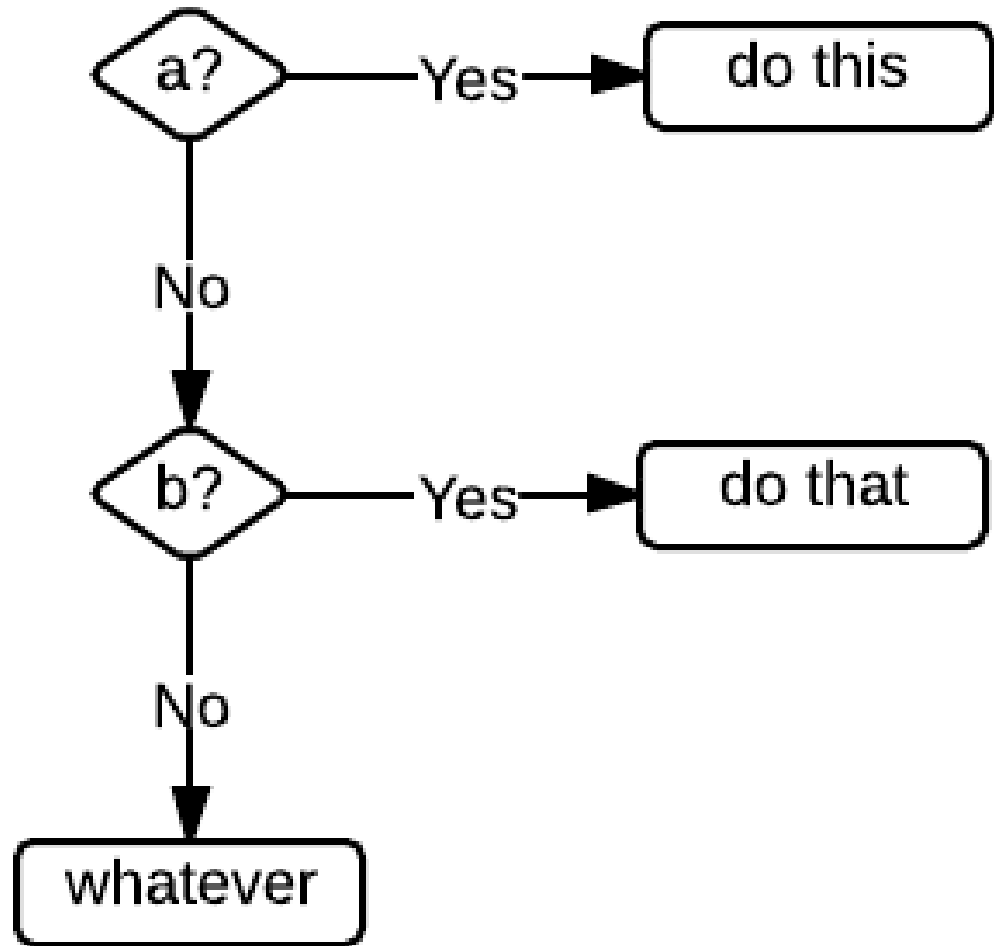 a?
Yes
do this
No
b?
Yes
do that
No
whatever